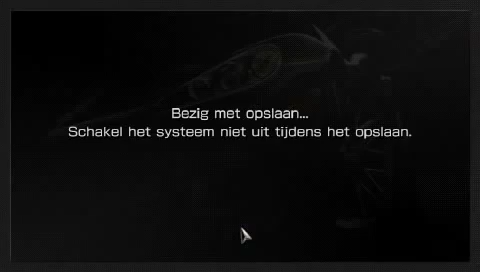 Bezig met opslaan...
Schakel het systeem niet uit tijdens het opslaan.